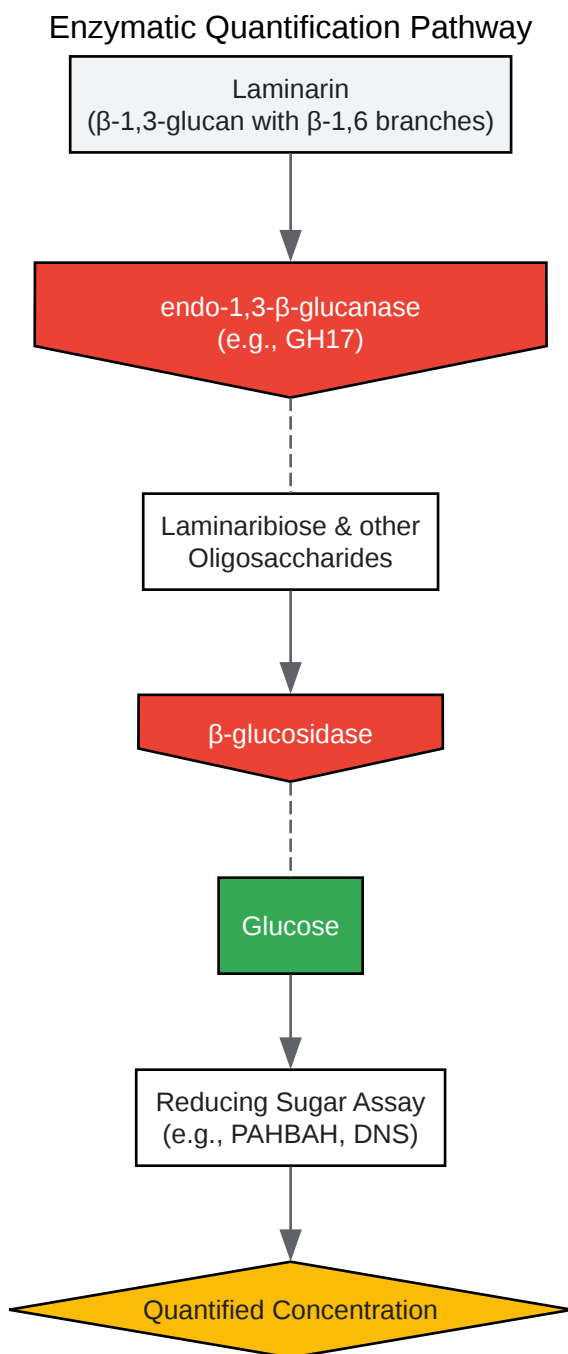 Enzymatic Quantification Pathway
Laminarin
(β-1,3-glucan with β-1,6 branches)
endo-1,3-β-glucanase
(e.g., GH17)
Laminaribiose & other
Oligosaccharides
β-glucosidase
Glucose
Reducing Sugar Assay
(e.g., PAHBAH, DNS)
Quantified Concentration